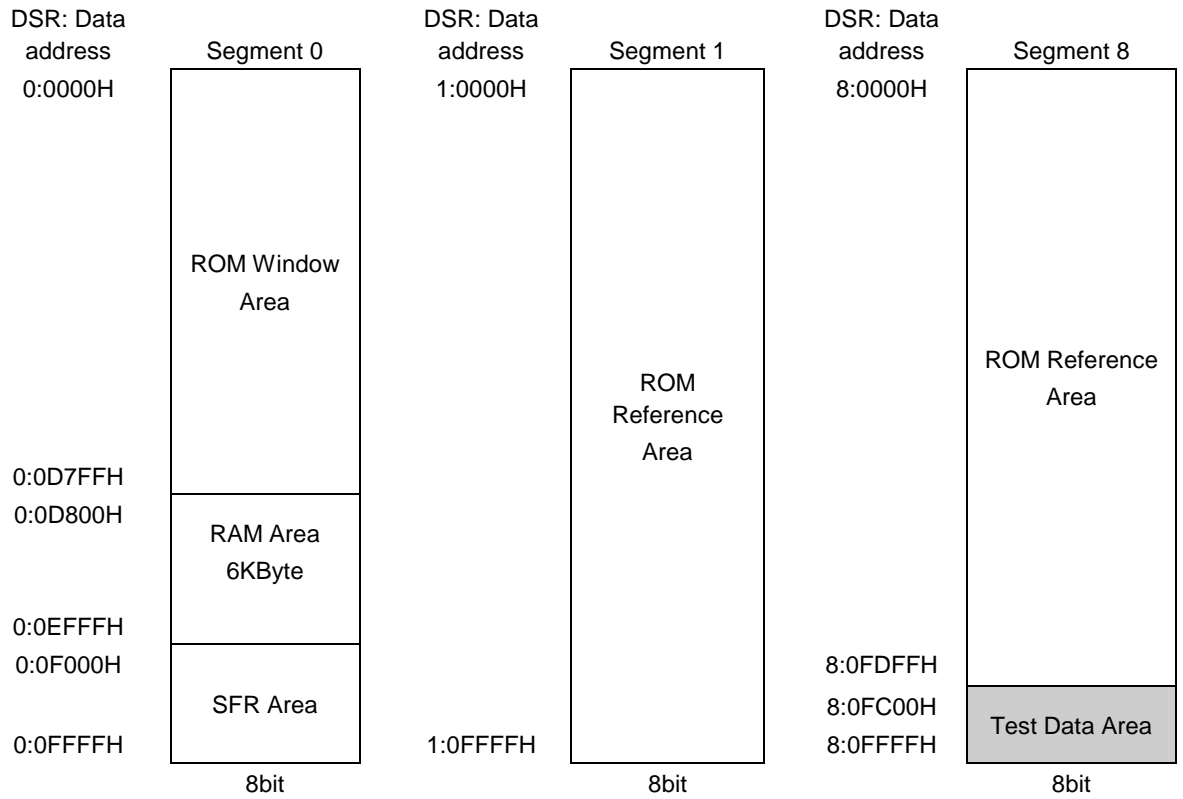 DSR: Data
address
Segment 0
0:0000H
ROM Window
Area
0:0D7FFH
0:0D800H
RAM Area
6KByte
0:0EFFFH
0:0F000H
SFR Area
0:0FFFFH
8bit
DSR: Data
address
Segment 1
1:0000H
ROM
Reference
Area
1:0FFFFH
8bit
DSR: Data
address
Segment 8
8:0000H
ROM Reference
Area
8:0FDFFH
8:0FC00H
Test Data Area
8:0FFFFH
8bit